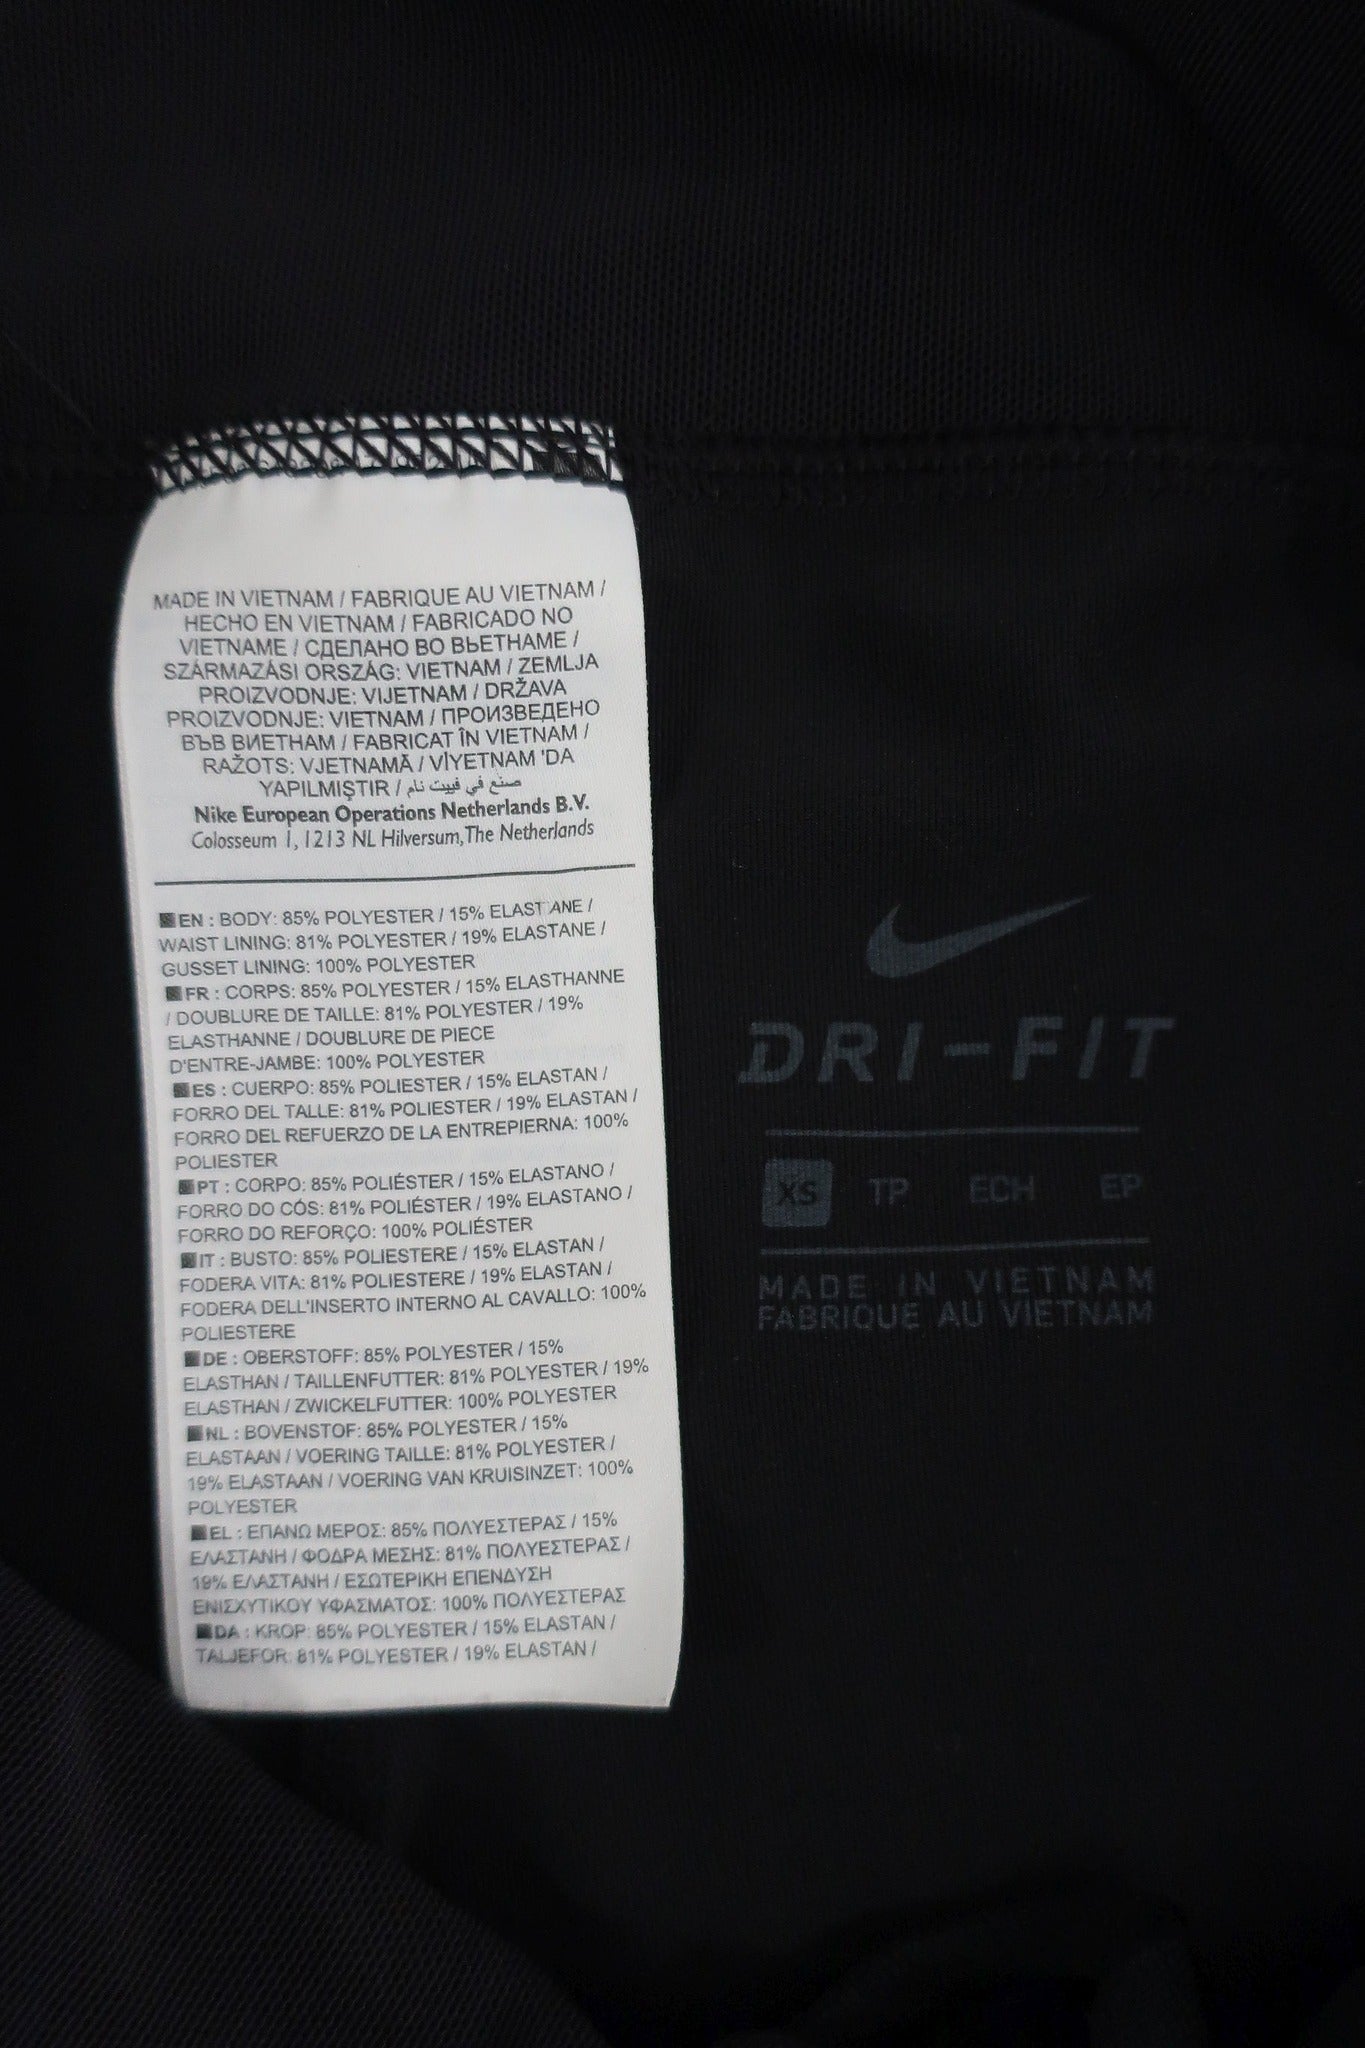 MADE IN VIETNAM / FABRIQUE AU VIETNAM /
HECHO EN VIETNAM / FABRICADO NO
VIETNAME / СДЕЛАНО ВО ВЬЕТНАМЕ /
SZÁRMAZÁSI ORSZÁG: VIETNAM / ZEMLJA
PROIZVODNJE: VIJETNAM / DRŽAVA
PROIZVODNJE: VIETNAM / ПРОИЗВЕДЕНО
ВЪВ ВИЕТНАМ / FABRICAT ÎN VIETNAM /
RAŽOTS: VJETNAMĀ / VİYETNAM 'DA
YAPILMIŞTIR / صنع في فييت نام
Nike European Operations Netherlands B.V.
Colosseum 1, 1213 NL Hilversum, The Netherlands
EN : BODY: 85% POLYESTER / 15% ELASTANE /
WAIST LINING: 81% POLYESTER / 19% ELASTANE /
GUSSET LINING: 100% POLYESTER
FR : CORPS: 85% POLYESTER / 15% ELASTHANNE
/ DOUBLURE DE TAILLE: 81% POLYESTER / 19%
ELASTHANNE / DOUBLURE DE PIECE
D'ENTRE-JAMBE: 100% POLYESTER
ES : CUERPO: 85% POLIESTER / 15% ELASTAN /
FORRO DEL TALLE: 81% POLIESTER / 19% ELASTAN /
FORRO DEL REFUERZO DE LA ENTREPIERNA: 100%
POLIESTER
PT : CORPO: 85% POLIÉSTER / 15% ELASTANO /
FORRO DO CÓS: 81% POLIÉSTER / 19% ELASTANO /
FORRO DO REFORÇO: 100% POLIÉSTER
IT : BUSTO: 85% POLIESTERE / 15% ELASTAN /
FODERA VITA: 81% POLIESTERE / 19% ELASTAN /
FODERA DELL'INSERTO INTERNO AL CAVALLO: 100%
POLIESTERE
DE : OBERSTOFF: 85% POLYESTER / 15%
ELASTHAN / TAILLENFUTTER: 81% POLYESTER / 19%
ELASTHAN / ZWICKELFUTTER: 100% POLYESTER
NL : BOVENSTOF: 85% POLYESTER / 15%
ELASTAAN / VOERING TAILLE: 81% POLYESTER /
19% ELASTAAN / VOERING VAN KRUISINZET: 100%
POLYESTER
EL : ΕΠΑΝΩ ΜΕΡΟΣ: 85% ΠΟΛΥΕΣΤΕΡΑΣ / 15%
ΕΛΑΣΤΑΝΗ / ΦΟΔΡΑ ΜΕΣΗΣ: 81% ΠΟΛΥΕΣΤΕΡΑΣ /
19% ΕΛΑΣΤΑΝΗ / ΕΣΩΤΕΡΙΚΗ ΕΠΕΝΔΥΣΗ
ΕΝΙΣΧΥΤΙΚΟΥ ΥΦΑΣΜΑΤΟΣ: 100% ΠΟΛΥΕΣΤΕΡΑΣ
DA : KROP: 85% POLYESTER / 15% ELASTAN /
TALJEFOR: 81% POLYESTER / 19% ELASTAN /
DRI-FIT
XS TP ECH EP
MADE IN VIETNAM
FABRIQUE AU VIETNAM